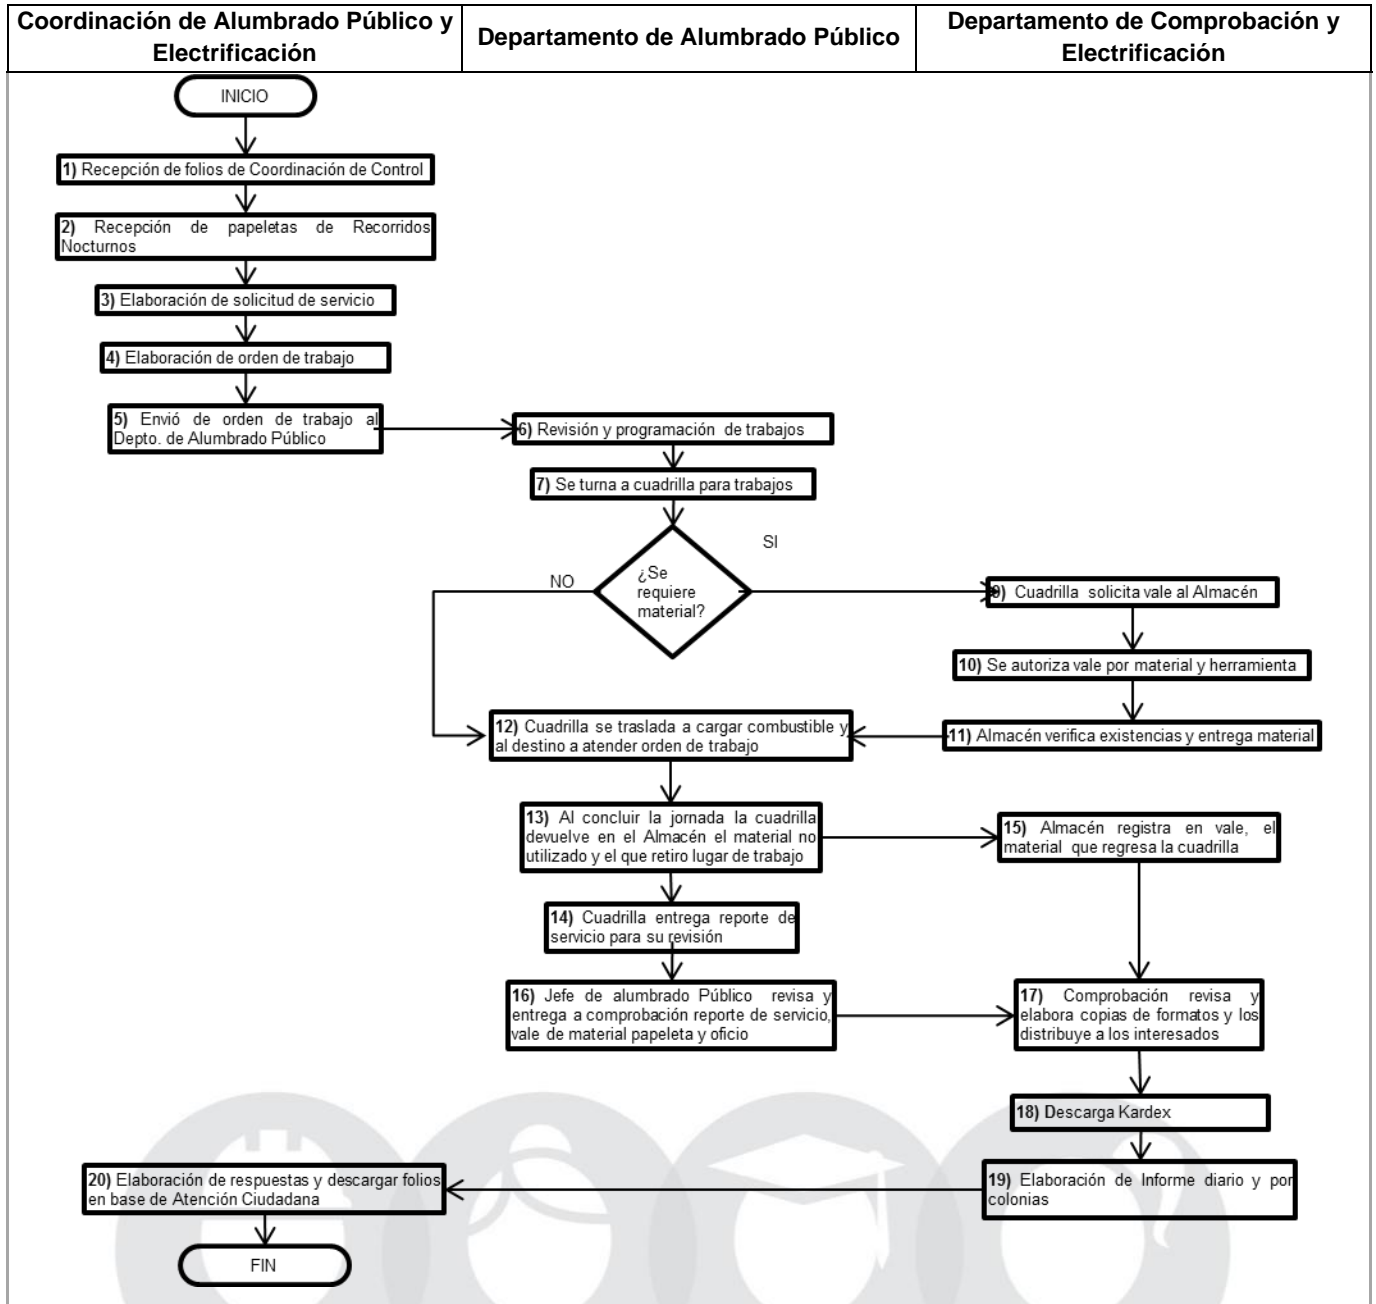 Coordinación de Alumbrado Público y
Electrificación
Departamento de Alumbrado Público
Departamento de Comprobación y
Electrificación
INICIO
1) Recepción de folios de Coordinación de Control
2) Recepción de papeletas de Recorridos
Nocturnos
3) Elaboración de solicitud de servicio
4) Elaboración de orden de trabajo
5) Envió de orden de trabajo al
Depto. de Alumbrado Público
6) Revisión y programación de trabajos
7) Se turna a cuadrilla para trabajos
SI
NO
¿Se
requiere
material?
9) Cuadrilla solicita vale al Almacén
10) Se autoriza vale por material y herramienta
11) Almacén verifica existencias y entrega material
12) Cuadrilla se traslada a cargar combustible y
al destino a atender orden de trabajo
13) Al concluir la jornada la cuadrilla
devuelve en el Almacén el material no
utilizado y el que retiro lugar de trabajo
15) Almacén registra en vale, el
material que regresa la cuadrilla
14) Cuadrilla entrega reporte de
servicio para su revisión
16) Jefe de alumbrado Público revisa y
entrega a comprobación reporte de servicio,
vale de material papeleta y oficio
17) Comprobación revisa y
elabora copias de formatos y los
distribuye a los interesados
18) Descarga Kardex
19) Elaboración de Informe diario y por
colonias
20) Elaboración de respuestas y descargar folios
en base de Atención Ciudadana
FIN